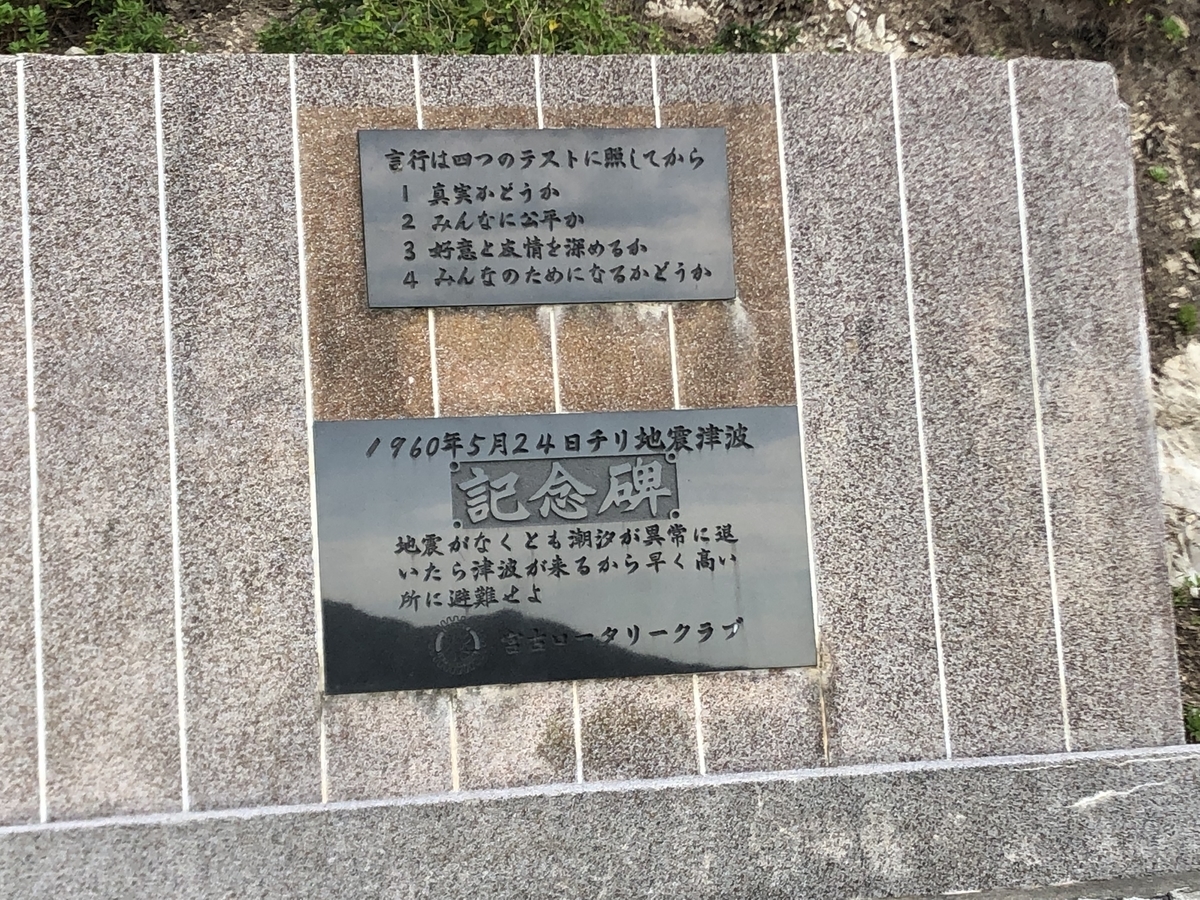 言行は四つのテストに照してから
1 真実かどうか
2 みんなに公平か
3 好意と友情を深めるか
4 みんなのためになるかどうか
1960年5月24日チリ地震津波
記念碑
地震がなくとも潮汐が異常に退
いたら津波が来るから早く高い
所に避難せよ
宮古ロータリークラブ